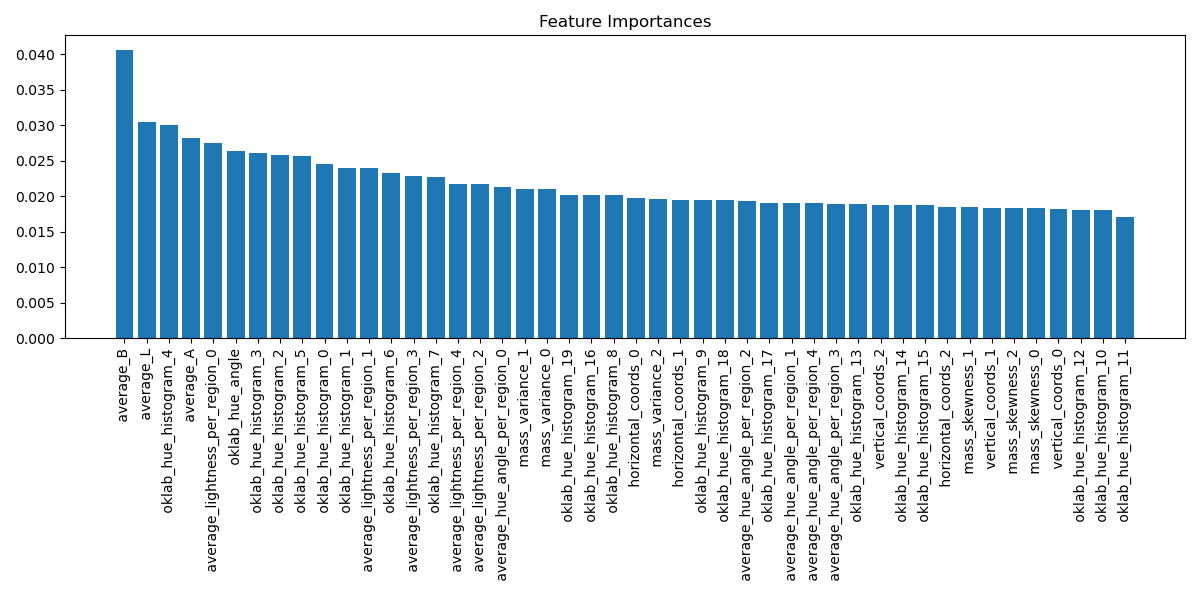 Feature Importances
0.040
0.035
0.030
0.025
0.020
0.015
0.010
0.005
0.000
average_B
average_L
oklab_hue_histogram_4
average_A
average_lightness_per_region_0
oklab_hue_angle
oklab_hue_histogram_3
oklab_hue_histogram_2
oklab_hue_histogram_5
oklab_hue_histogram_0
oklab_hue_histogram_1
average_lightness_per_region_1
oklab_hue_histogram_6
average_lightness_per_region_3
oklab_hue_histogram_7
average_lightness_per_region_4
average_lightness_per_region_2
average_hue_angle_per_region_0
mass_variance_1
mass_variance_0
oklab_hue_histogram_19
oklab_hue_histogram_16
oklab_hue_histogram_8
horizontal_coords_0
mass_variance_2
horizontal_coords_1
oklab_hue_histogram_9
oklab_hue_histogram_18
average_hue_angle_per_region_2
oklab_hue_histogram_17
average_hue_angle_per_region_1
average_hue_angle_per_region_4
average_hue_angle_per_region_3
oklab_hue_histogram_13
vertical_coords_2
oklab_hue_histogram_14
oklab_hue_histogram_15
horizontal_coords_2
mass_skewness_1
vertical_coords_1
mass_skewness_2
mass_skewness_0
vertical_coords_0
oklab_hue_histogram_12
oklab_hue_histogram_10
oklab_hue_histogram_11